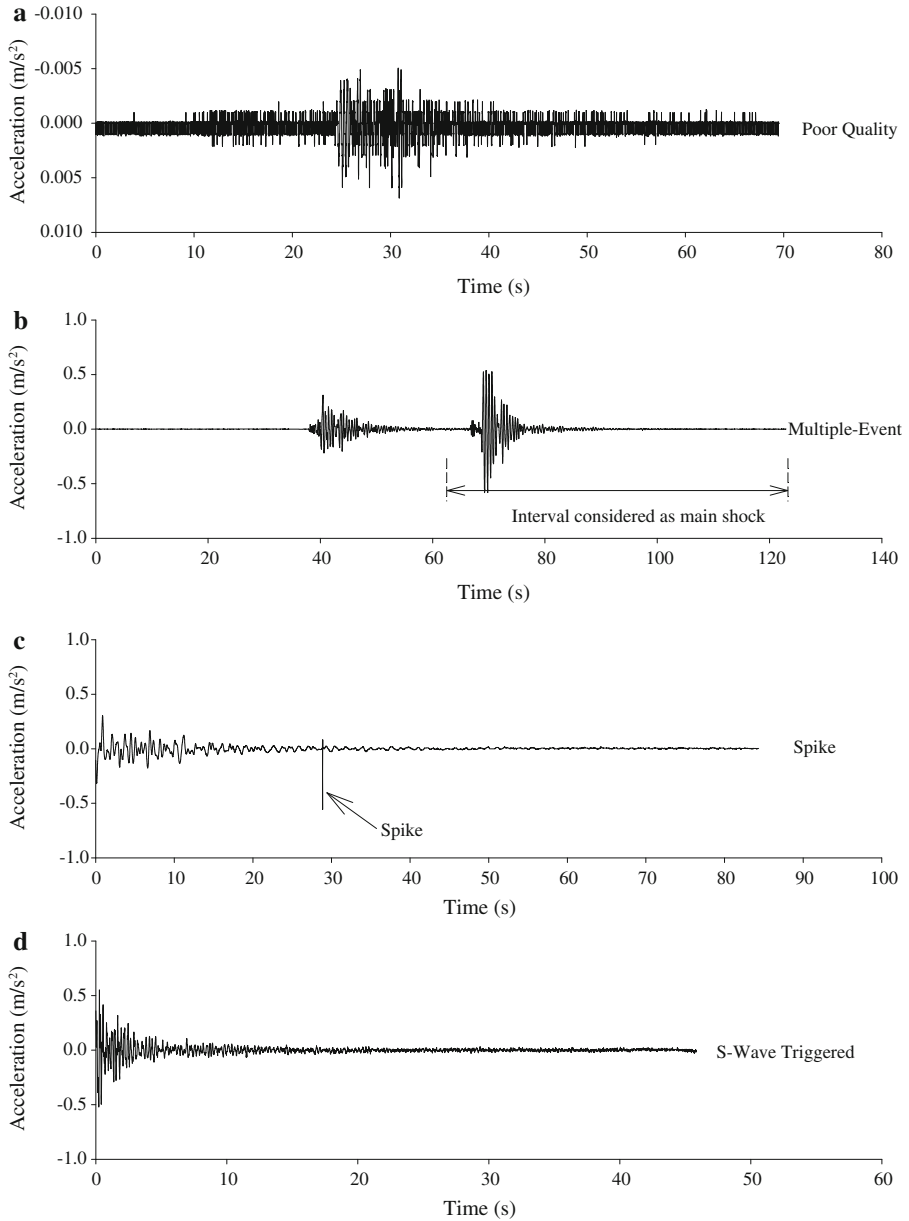 a
-0.010
-0.005
0.000
0.005
0.010
Acceleration (m/s²)
Poor Quality
0 10 20 30 40 50 60 70 80
Time (s)
b
1.0
0.5
0.0
-0.5
-1.0
Acceleration (m/s²)
Multiple-Event
Interval considered as main shock
0 20 40 60 80 100 120 140
Time (s)
c
1.0
0.5
0.0
-0.5
-1.0
Acceleration (m/s²)
Spike
Spike
0 10 20 30 40 50 60 70 80 90 100
Time (s)
d
1.0
0.5
0.0
-0.5
-1.0
Acceleration (m/s²)
S-Wave Triggered
0 10 20 30 40 50 60
Time (s)